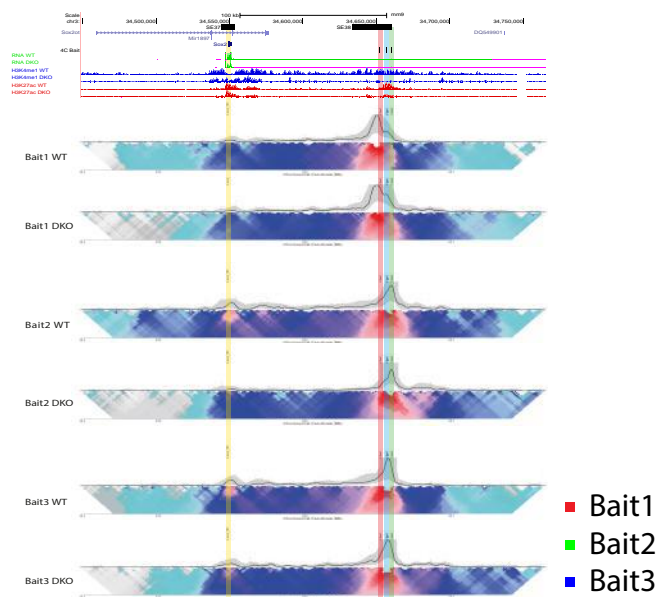 Scale
100 kb
mm9
chr3:
34,500,000
34,550,000
34,600,000
34,650,000
34,700,000
34,750,000
SE37
SE38
Sox2ot
Mir1897
DQ549901
Sox2
4C Bait
RNA WT
RNA DKO
H3K4me1 WT
H3K4me1 DKO
H3K27ac WT
H3K27ac DKO
Bait1 WT
Bait1 DKO
Bait2 WT
Bait2 DKO
Bait3 WT
Bait3 DKO
Bait1
Bait2
Bait3